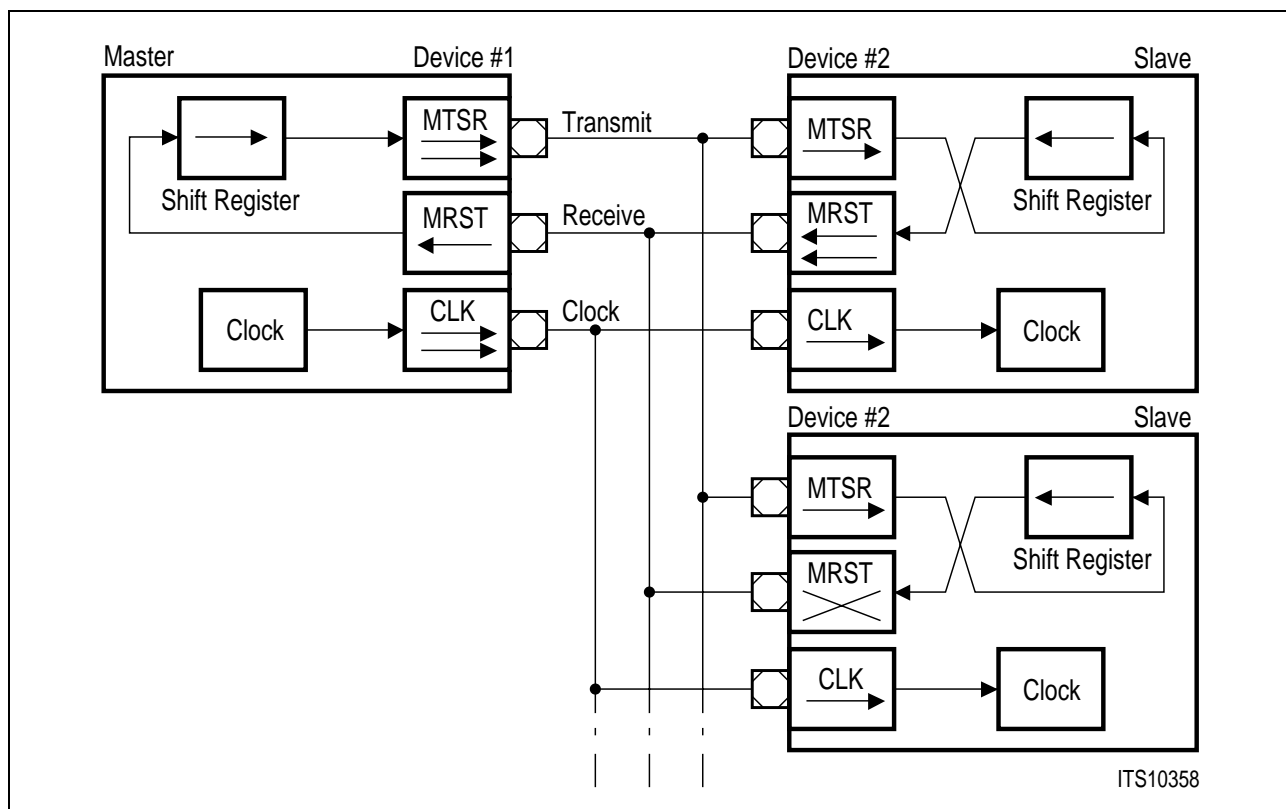 Master Device #1
MTSR
Transmit
Shift Register
MRST
Receive
Clock
CLK
Clock
Device #2 Slave
MTSR
MRST
Shift Register
CLK
Clock
Device #2 Slave
MTSR
MRST
Shift Register
CLK
Clock
ITS10358